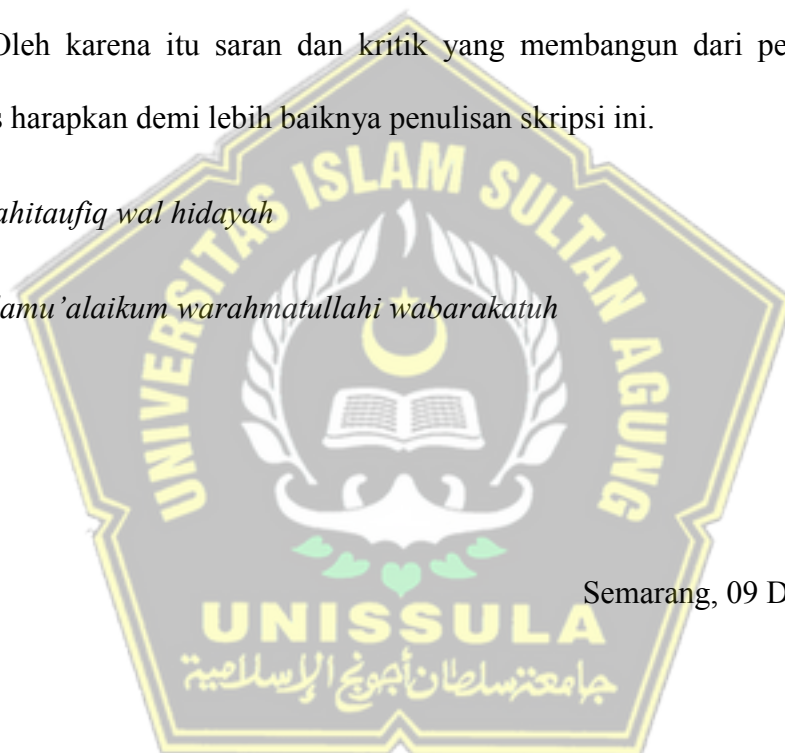 Oleh karena itu saran dan kritik yang membangun dari pe
s harapkan demi lebih baiknya penulisan skripsi ini.
ahitaufiq wal hidayah
lamu’alaikum warahmatullahi wabarakatuh
UNIVERSITAS ISLAM SULTAN AGUNG
Semarang, 09 D
UNISSULA
جامعة سلطان أجونج الإسلامية